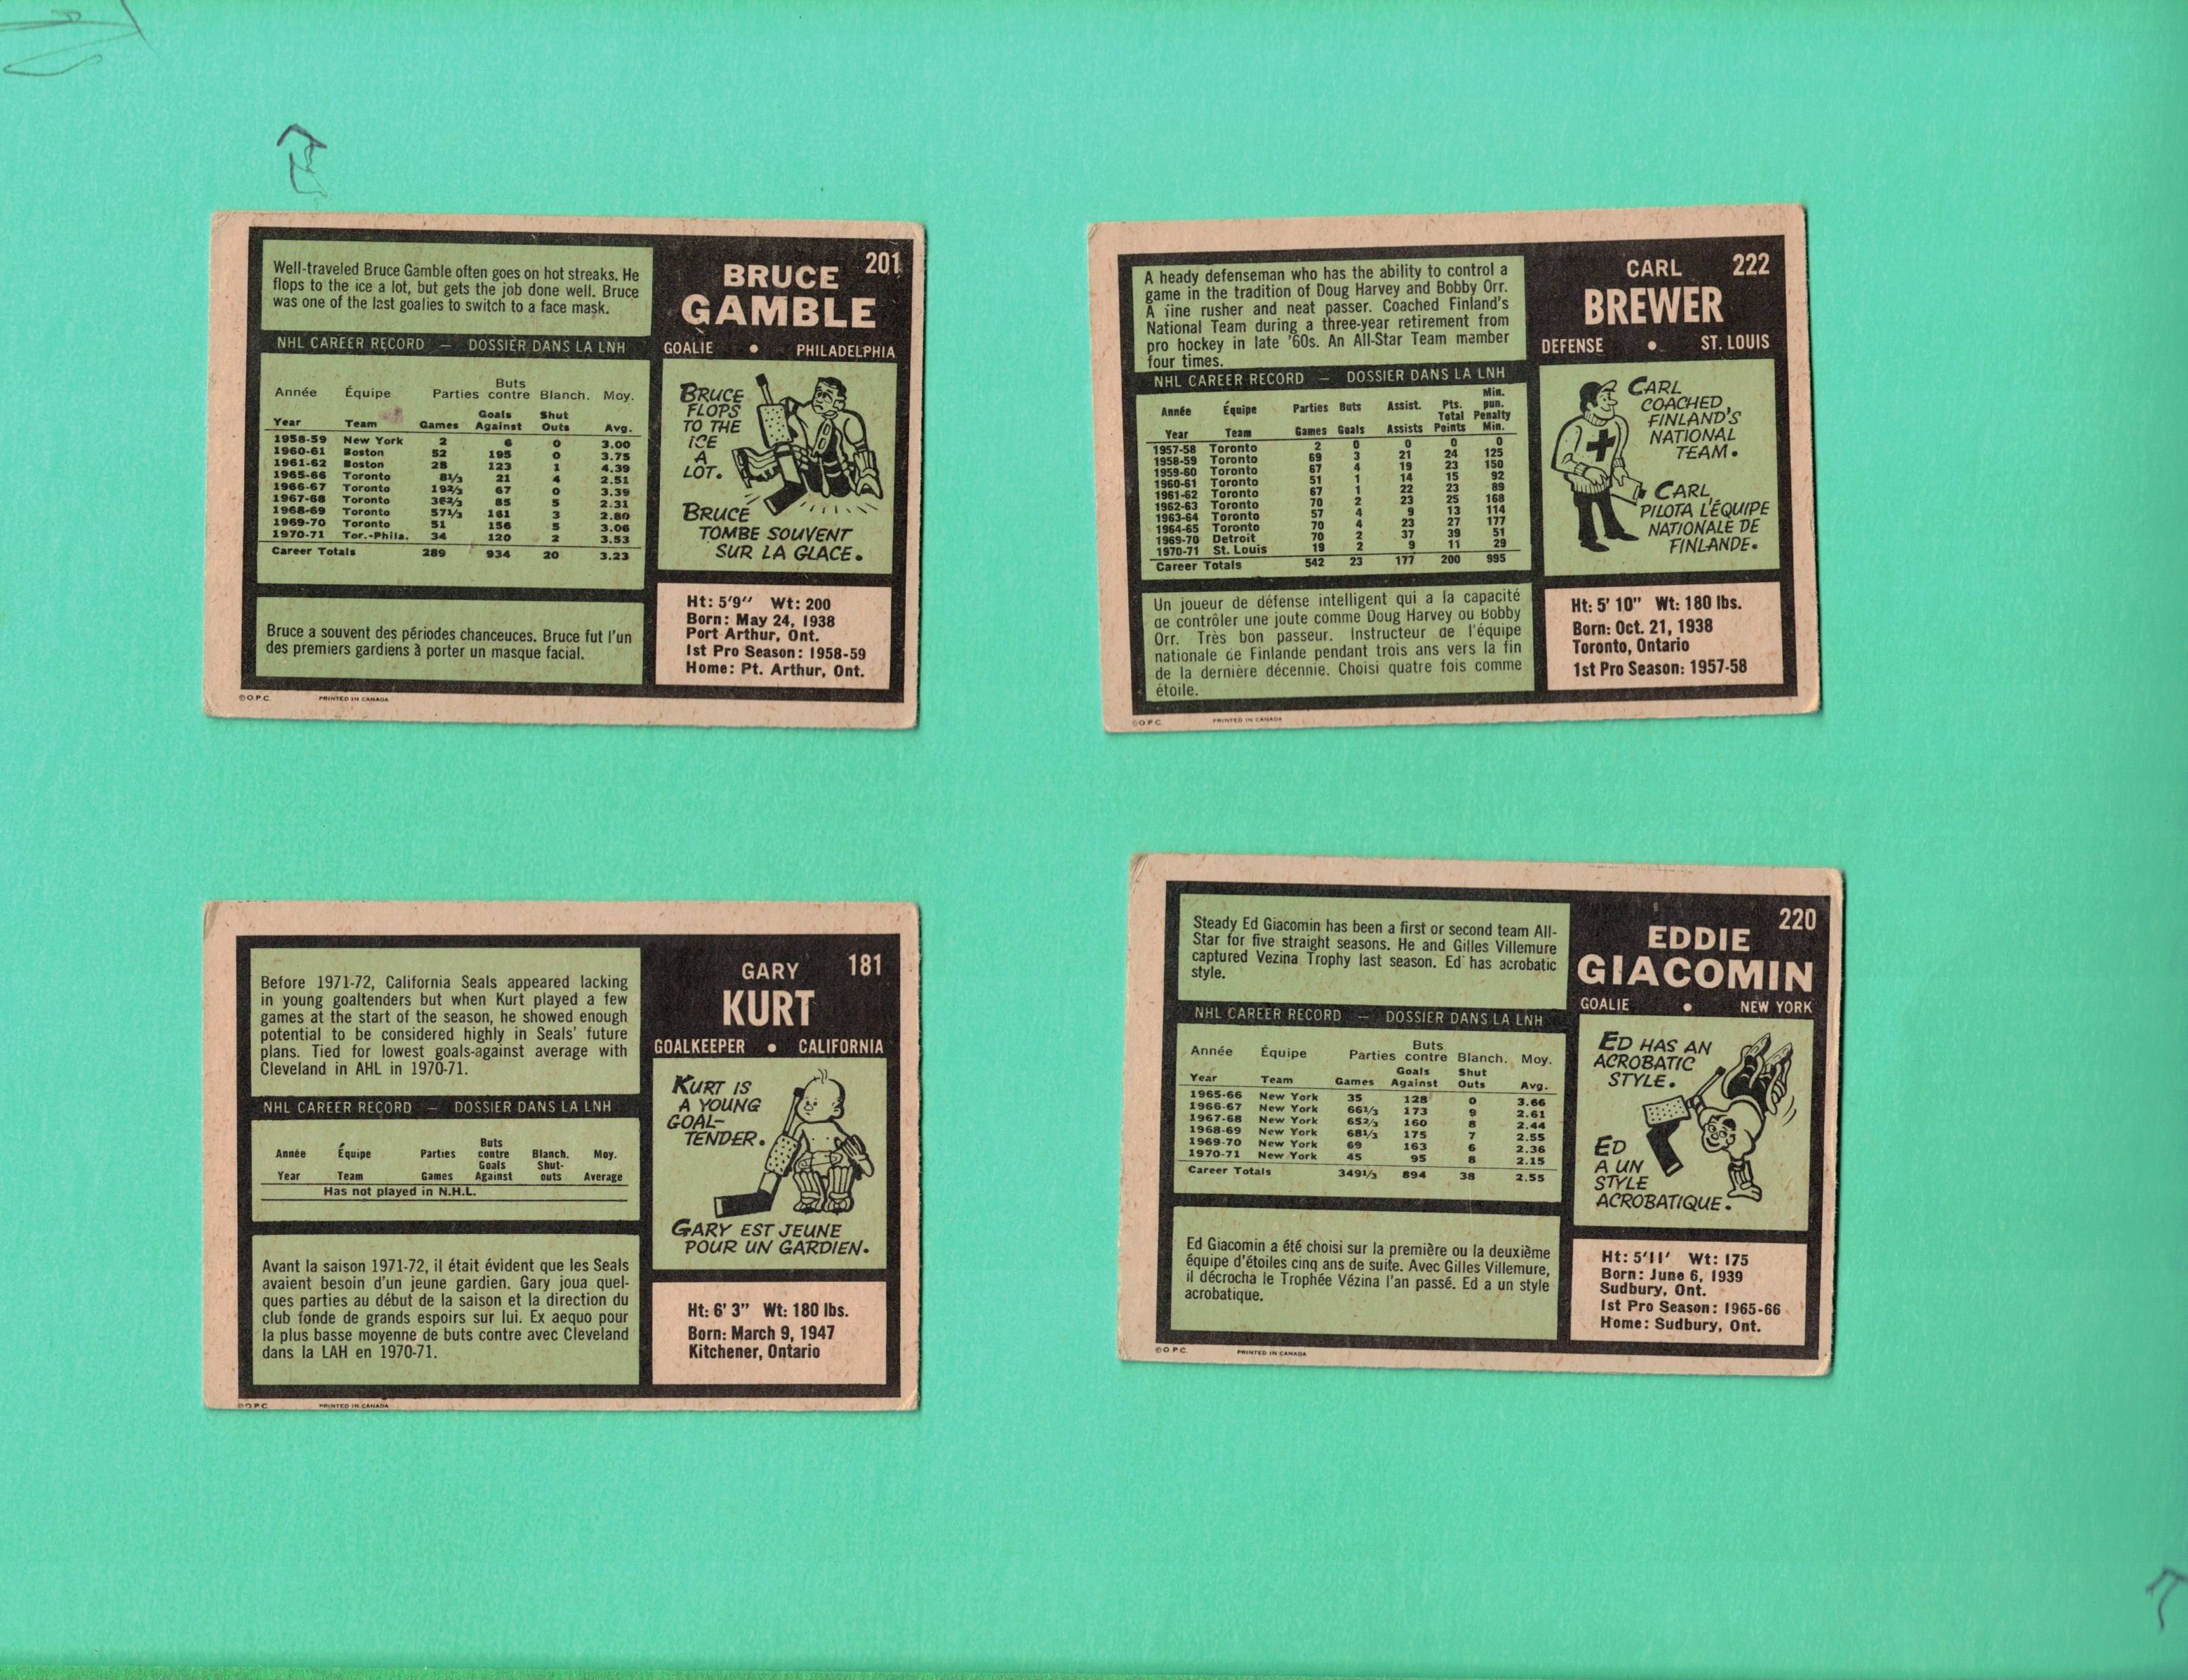 Well-traveled Bruce Gamble often goes on hot streaks. He
flops to the ice a lot, but gets the job done well. Bruce
was one of the last goalies to switch to a face mask.
NHL CAREER RECORD — DOSSIER DANS LA LNH
Année Équipe Parties Buts contre Blanch. Moy.
Year Team Games Goals Against Shut Outs Avg.
1958-59 New York 2 6 0 3.00
1960-61 Boston 52 195 0 3.75
1961-62 Boston 28 123 1 4.39
1965-66 Toronto 81/3 21 4 2.51
1966-67 Toronto 192/3 67 0 3.39
1967-68 Toronto 362/3 85 5 2.31
1968-69 Toronto 571/3 161 3 2.80
1969-70 Toronto 51 156 5 3.06
1970-71 Tor.-Phila. 34 120 2 3.53
Career Totals 289 934 20 3.23
Bruce a souvent des périodes chanceuces. Bruce fut l'un
des premiers gardiens à porter un masque facial.
©O.P.C. PRINTED IN CANADA
201
BRUCE
GAMBLE
GOALIE • PHILADELPHIA
BRUCE
FLOPS
TO THE
ICE
A
LOT.
BRUCE
TOMBE SOUVENT
SUR LA GLACE.
Ht: 5'9" Wt: 200
Born: May 24, 1938
Port Arthur, Ont.
1st Pro Season: 1958-59
Home: Pt. Arthur, Ont.
A heady defenseman who has the ability to control a
game in the tradition of Doug Harvey and Bobby Orr.
A fine rusher and neat passer. Coached Finland's
National Team during a three-year retirement from
pro hockey in late '60s. An All-Star Team member
four times.
NHL CAREER RECORD — DOSSIER DANS LA LNH
Année Équipe Parties Buts Assist. Pts. Min. pun.
Year Team Games Goals Assists Total Points Penalty Min.
1957-58 Toronto 2 0 0 0 0
1958-59 Toronto 69 3 21 24 125
1959-60 Toronto 67 4 19 23 150
1960-61 Toronto 51 1 14 15 92
1961-62 Toronto 67 1 22 23 89
1962-63 Toronto 70 2 23 25 168
1963-64 Toronto 57 4 9 13 114
1964-65 Toronto 70 4 23 27 177
1969-70 Detroit 70 2 37 39 51
1970-71 St. Louis 19 2 9 11 29
Career Totals 542 23 177 200 995
Un joueur de défense intelligent qui a la capacité
de contrôler une joute comme Doug Harvey ou Bobby
Orr. Très bon passeur. Instructeur de l'équipe
nationale de Finlande pendant trois ans vers la fin
de la dernière décennie. Choisi quatre fois comme
étoile.
©O.P.C. PRINTED IN CANADA
222
CARL
BREWER
DEFENSE • ST. LOUIS
CARL
COACHED
FINLAND'S
NATIONAL
TEAM.
CARL
PILOTA L'ÉQUIPE
NATIONALE DE
FINLANDE.
Ht: 5' 10" Wt: 180 lbs.
Born: Oct. 21, 1938
Toronto, Ontario
1st Pro Season: 1957-58
Before 1971-72, California Seals appeared lacking
in young goaltenders but when Kurt played a few
games at the start of the season, he showed enough
potential to be considered highly in Seals' future
plans. Tied for lowest goals-against average with
Cleveland in AHL in 1970-71.
NHL CAREER RECORD — DOSSIER DANS LA LNH
Année Équipe Parties Buts contre Blanch. Moy.
Year Team Games Goals Against Shut-outs Average
Has not played in N.H.L.
Avant la saison 1971-72, il était évident que les Seals
avaient besoin d'un jeune gardien. Gary joua quel-
ques parties au début de la saison et la direction du
club fonde de grands espoirs sur lui. Ex aequo pour
la plus basse moyenne de buts contre avec Cleveland
dans la LAH en 1970-71.
©O.P.C. PRINTED IN CANADA
181
GARY
KURT
GOALKEEPER • CALIFORNIA
KURT IS
A YOUNG
GOAL-
TENDER.
GARY EST JEUNE
POUR UN GARDIEN.
Ht: 6' 3" Wt: 180 lbs.
Born: March 9, 1947
Kitchener, Ontario
Steady Ed Giacomin has been a first or second team All-
Star for five straight seasons. He and Gilles Villemure
captured Vezina Trophy last season. Ed has acrobatic
style.
NHL CAREER RECORD — DOSSIER DANS LA LNH
Année Équipe Parties Buts contre Blanch. Moy.
Year Team Games Goals Against Shut Outs Avg.
1965-66 New York 35 128 0 3.66
1966-67 New York 661/3 173 9 2.61
1967-68 New York 652/3 160 8 2.44
1968-69 New York 681/3 175 7 2.55
1969-70 New York 69 163 6 2.36
1970-71 New York 45 95 8 2.15
Career Totals 3491/3 894 38 2.55
Ed Giacomin a été choisi sur la première ou la deuxième
équipe d'étoiles cinq ans de suite. Avec Gilles Villemure,
il décrocha le Trophée Vézina l'an passé. Ed a un style
acrobatique.
©O.P.C. PRINTED IN CANADA
220
EDDIE
GIACOMIN
GOALIE • NEW YORK
ED HAS AN
ACROBATIC
STYLE.
ED
A UN
STYLE
ACROBATIQUE.
Ht: 5'11' Wt: 175
Born: June 6, 1939
Sudbury, Ont.
1st Pro Season: 1965-66
Home: Sudbury, Ont.